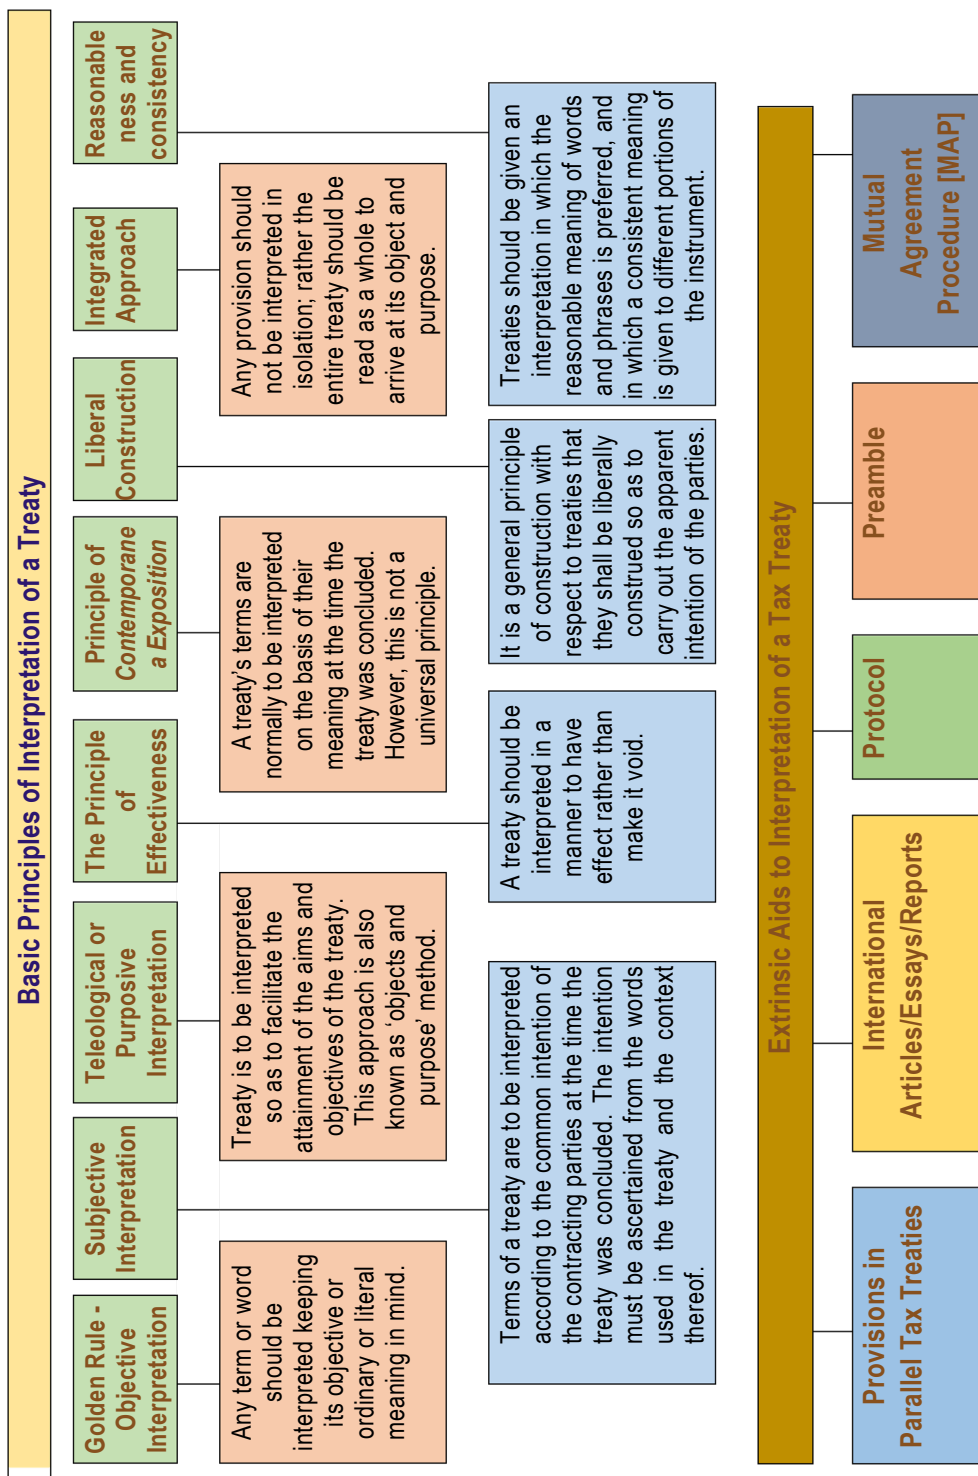 Basic Principles of Interpretation of a Treaty
Golden Rule -
Objective
Interpretation
Subjective
Interpretation
Teleological or
Purposive
Interpretation
The Principle
of
Effectiveness
Principle of
Contemporane
a Exposition
Liberal
Construction
Integrated
Approach
Reasonable
ness and
consistency
Any term or word
should be
interpreted keeping
its objective or
ordinary or literal
meaning in mind.
Treaty is to be interpreted
so as to facilitate the
attainment of the aims and
objectives of the treaty.
This approach is also
known as ‘objects and
purpose’ method.
A treaty’s terms are
normally to be interpreted
on the basis of their
meaning at the time the
treaty was concluded.
However, this is not a
universal principle.
Any provision should
not be interpreted in
isolation; rather the
entire treaty should be
read as a whole to
arrive at its object and
purpose.
Terms of a treaty are to be interpreted
according to the common intention of
the contracting parties at the time the
treaty was concluded. The intention
must be ascertained from the words
used in the treaty and the context
thereof.
A treaty should be
interpreted in a
manner to have
effect rather than
make it void.
It is a general principle
of construction with
respect to treaties that
they shall be liberally
construed so as to
carry out the apparent
intention of the parties.
Treaties should be given an
interpretation in which the
reasonable meaning of words
and phrases is preferred, and
in which a consistent meaning
is given to different portions of
the instrument.
Extrinsic Aids to Interpretation of a Tax Treaty
Provisions in
Parallel Tax Treaties
International
Articles/Essays/Reports
Protocol
Preamble
Mutual
Agreement
Procedure [MAP]